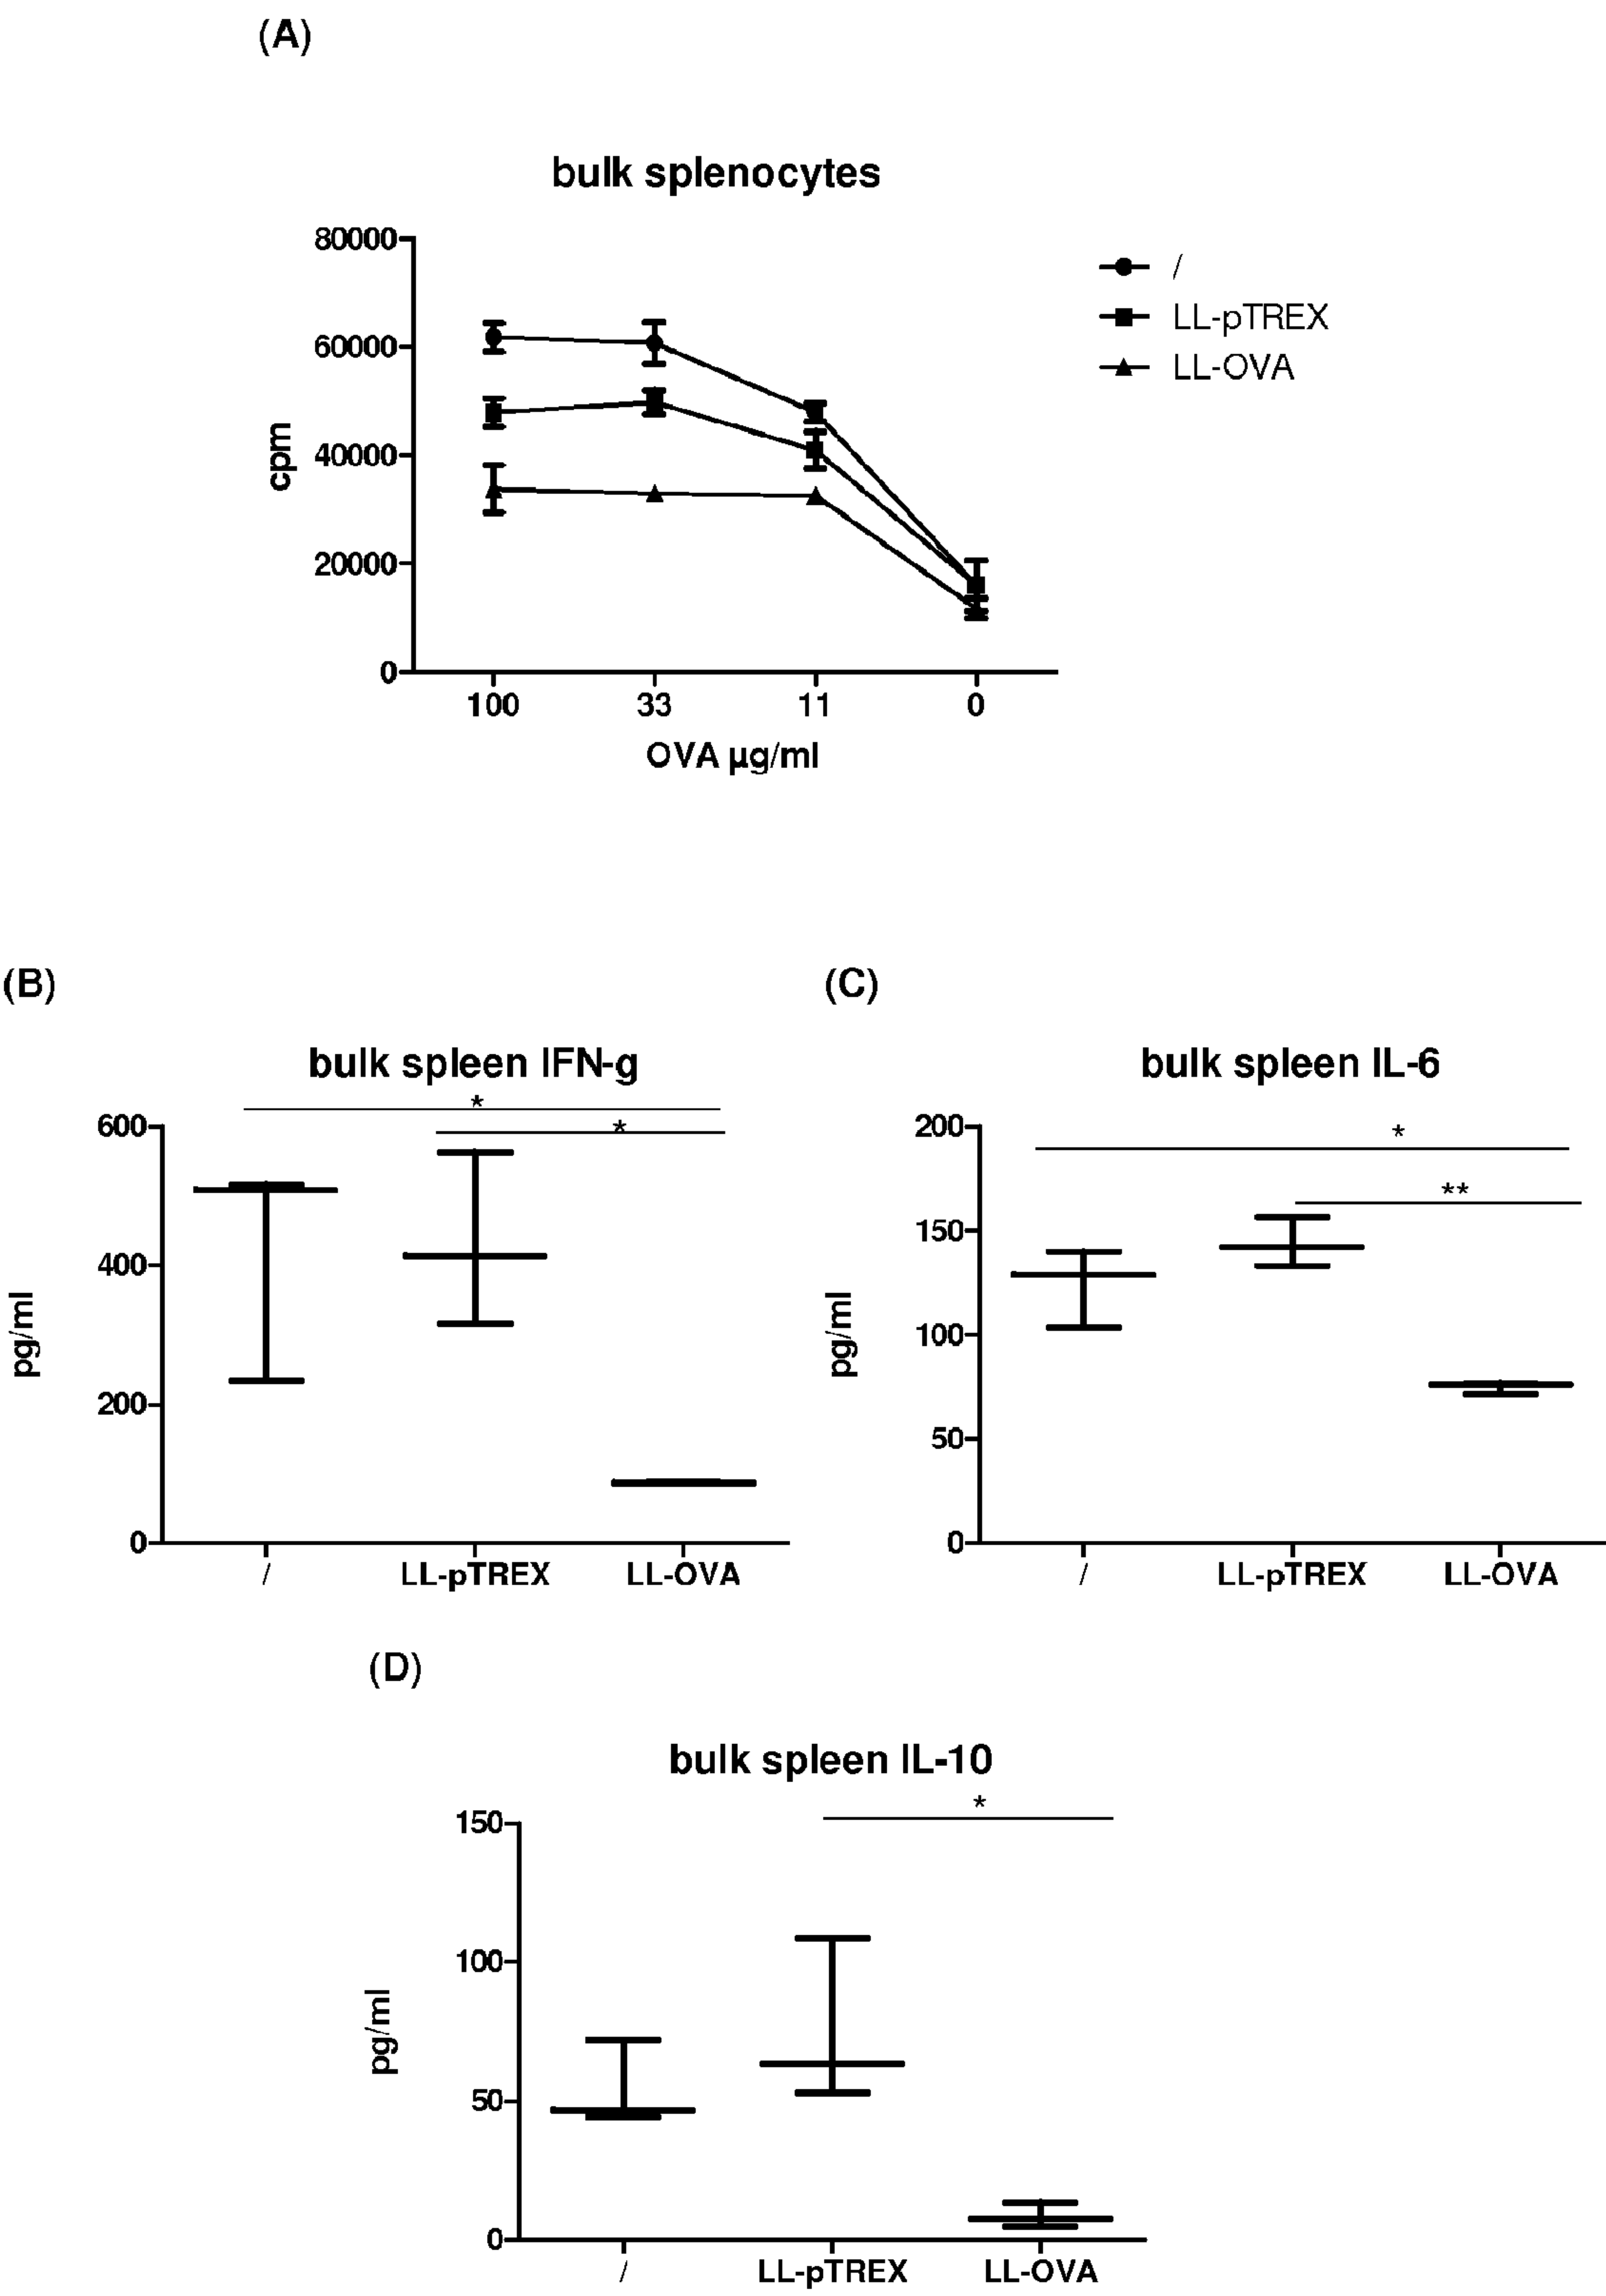 (A)
bulk splenocytes
80000
60000
40000
20000
0
cpm
100 33 11 0
OVA µg/ml
/
LL-pTREX
LL-OVA
(B)
bulk spleen IFN-g
*
*
600
400
200
0
pg/ml
/ LL-pTREX LL-OVA
(C)
bulk spleen IL-6
*
**
200
150
100
50
0
pg/ml
/ LL-pTREX LL-OVA
(D)
bulk spleen IL-10
*
150
100
50
0
pg/ml
/ LL-pTREX LL-OVA